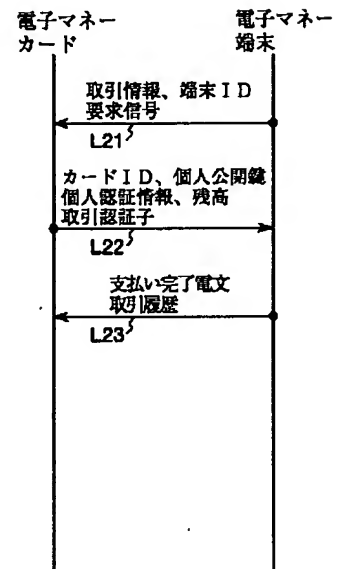 電子マネー
カード
電子マネー
端末
取引情報、端末ID
要求信号
L21
カードID、個人公開鍵
個人認証情報、残高
取引認証子
L22
支払い完了電文
取引履歴
L23